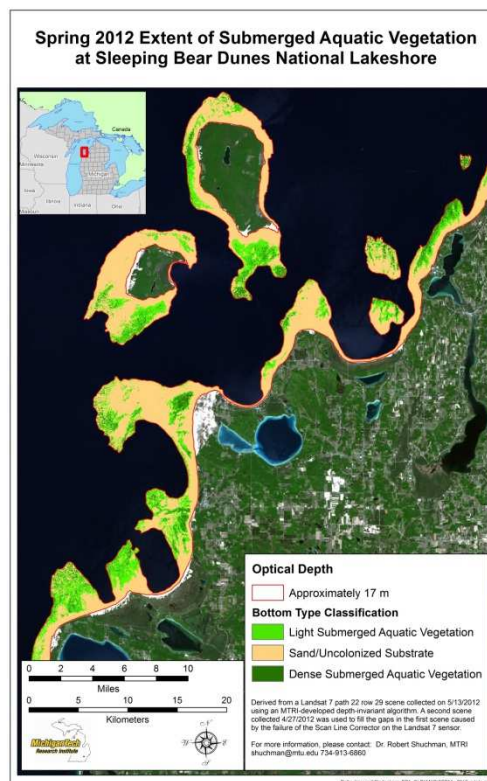 Spring 2012 Extent of Submerged Aquatic Vegetation
at Sleeping Bear Dunes National Lakeshore
Canada
Wisconsin
Minnesota
Michigan
Iowa
Illinois
Indiana
Ohio
Missouri
Optical Depth
Approximately 17 m
Bottom Type Classification
Light Submerged Aquatic Vegetation
Sand/Uncolonized Substrate
Dense Submerged Aquatic Vegetation
Derived from a Landsat 7 path 22 row 29 scene collected on 5/13/2012
using an MTRI-developed depth-invariant algorithm. A second scene
collected 4/27/2012 was used to fill the gaps in the first scene caused
by the failure of the Scan Line Corrector on the Landsat 7 sensor.
For more information, please contact: Dr. Robert Shuchman, MTRI
shuchman@mtu.edu 734-913-6860
0 2 4 6 8 10
Miles
0 5 10 15 20
Kilometers
MichiganTech
Research Institute
N